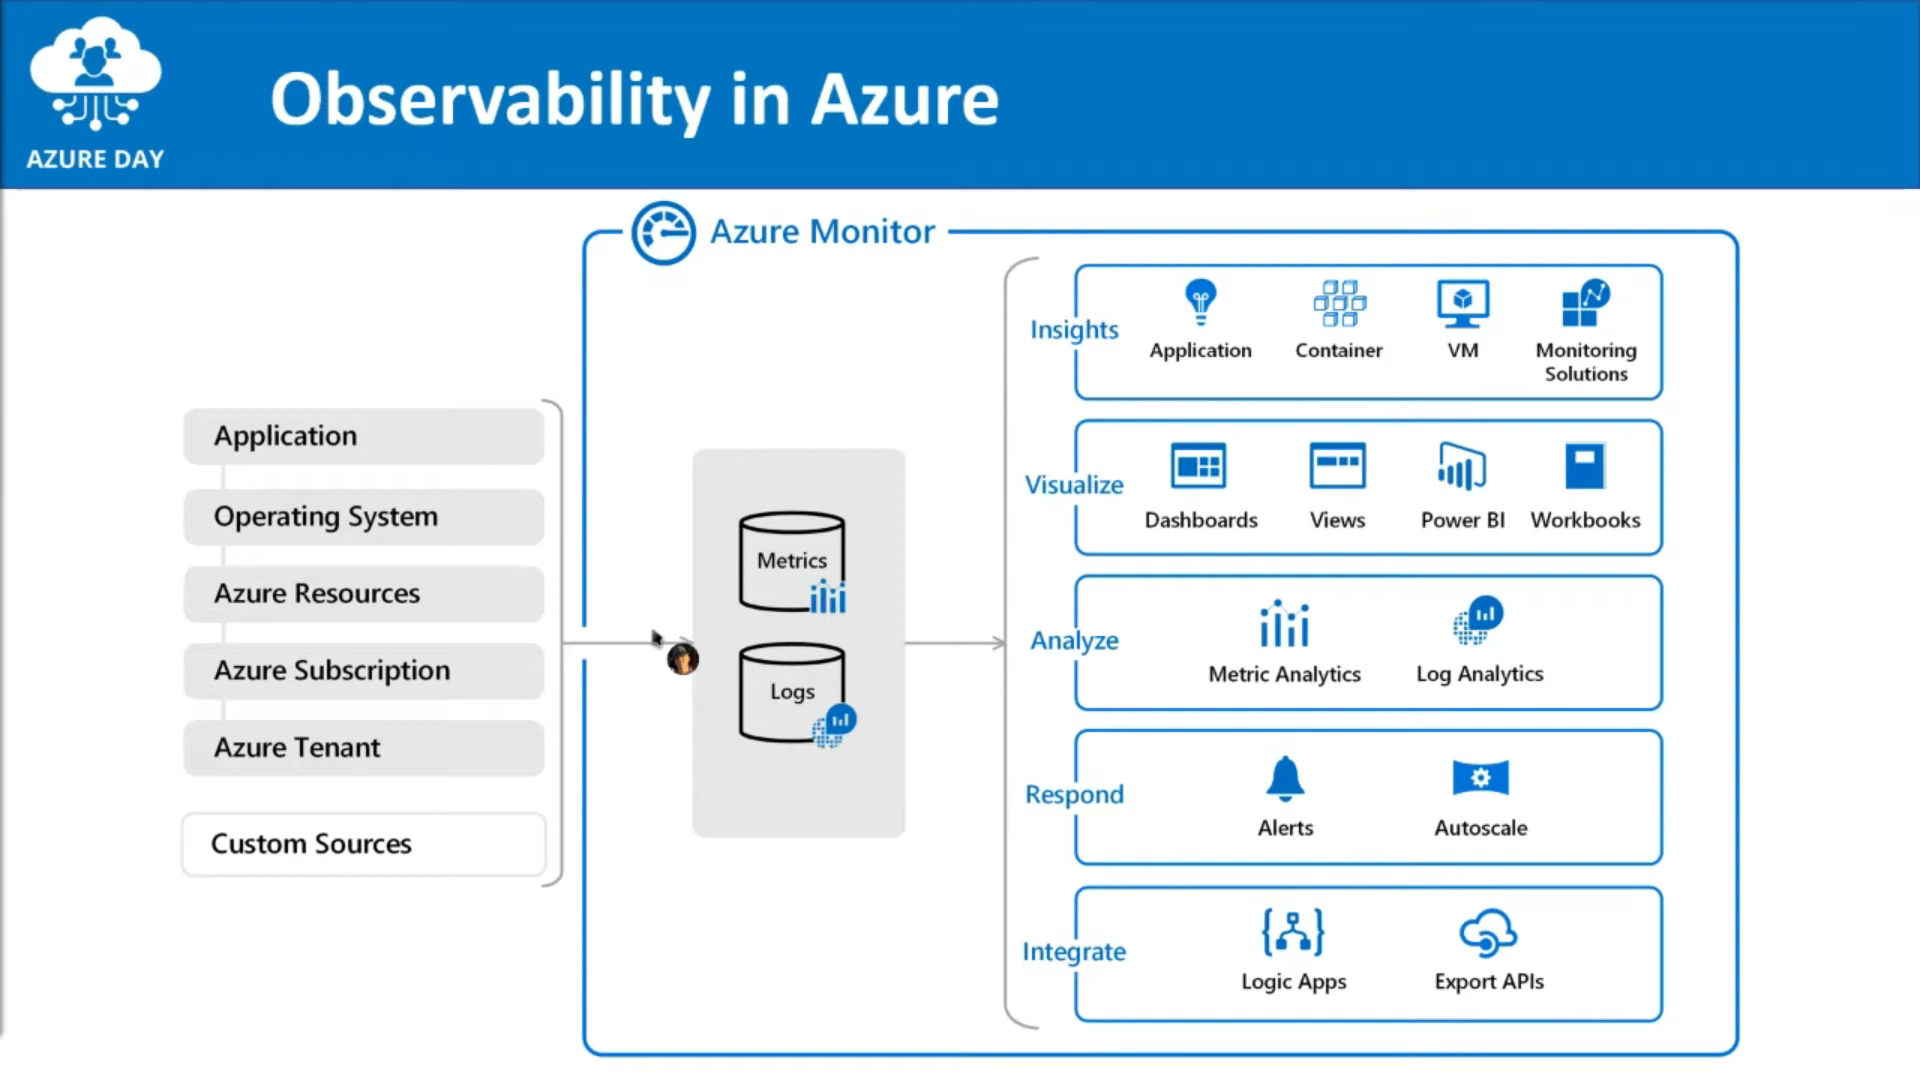 AZURE DAY
Observability in Azure
Azure Monitor
Application
Operating System
Azure Resources
Azure Subscription
Azure Tenant
Custom Sources
Metrics
Logs
Insights
Application
Container
VM
Monitoring
Solutions
Visualize
Dashboards
Views
Power BI
Workbooks
Analyze
Metric Analytics
Log Analytics
Respond
Alerts
Autoscale
Integrate
Logic Apps
Export APIs